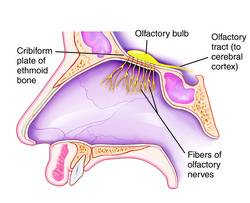 Olfactory bulb
Cribiform
plate of
ethmoid
bone
Olfactory
tract (to
cerebral
cortex)
Fibers of
olfactory
nerves